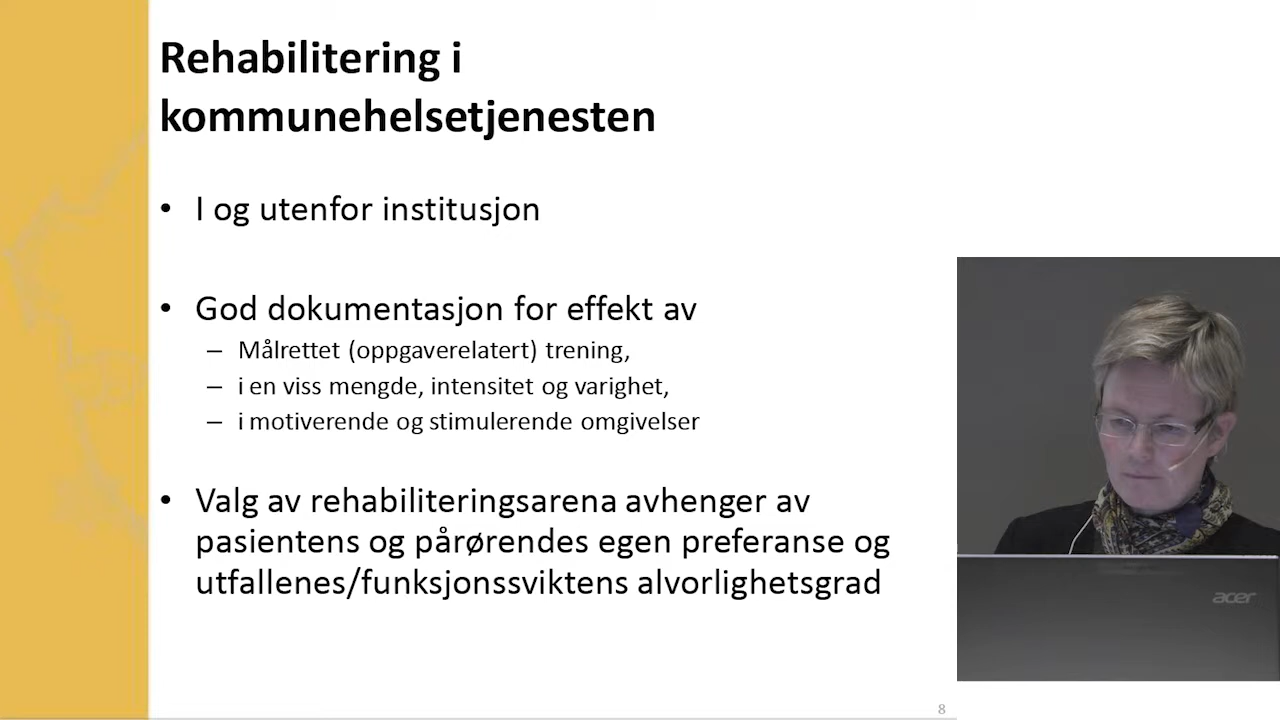 Rehabilitering i
kommunehelsetjenesten
• I og utenfor institusjon
• God dokumentasjon for effekt av
– Målrettet (oppgaverelatert) trening,
– i en viss mengde, intensitet og varighet,
– i motiverende og stimulerende omgivelser
• Valg av rehabiliteringsarena avhenger av
pasientens og pårørendes egen preferanse og
utfallenes/funksjonssviktens alvorlighetsgrad
acer
8